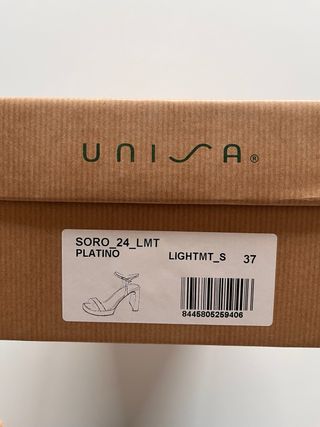 UNISA®
SORO_24_LMT
PLATINO LIGHTMT_S 37
8445805259406